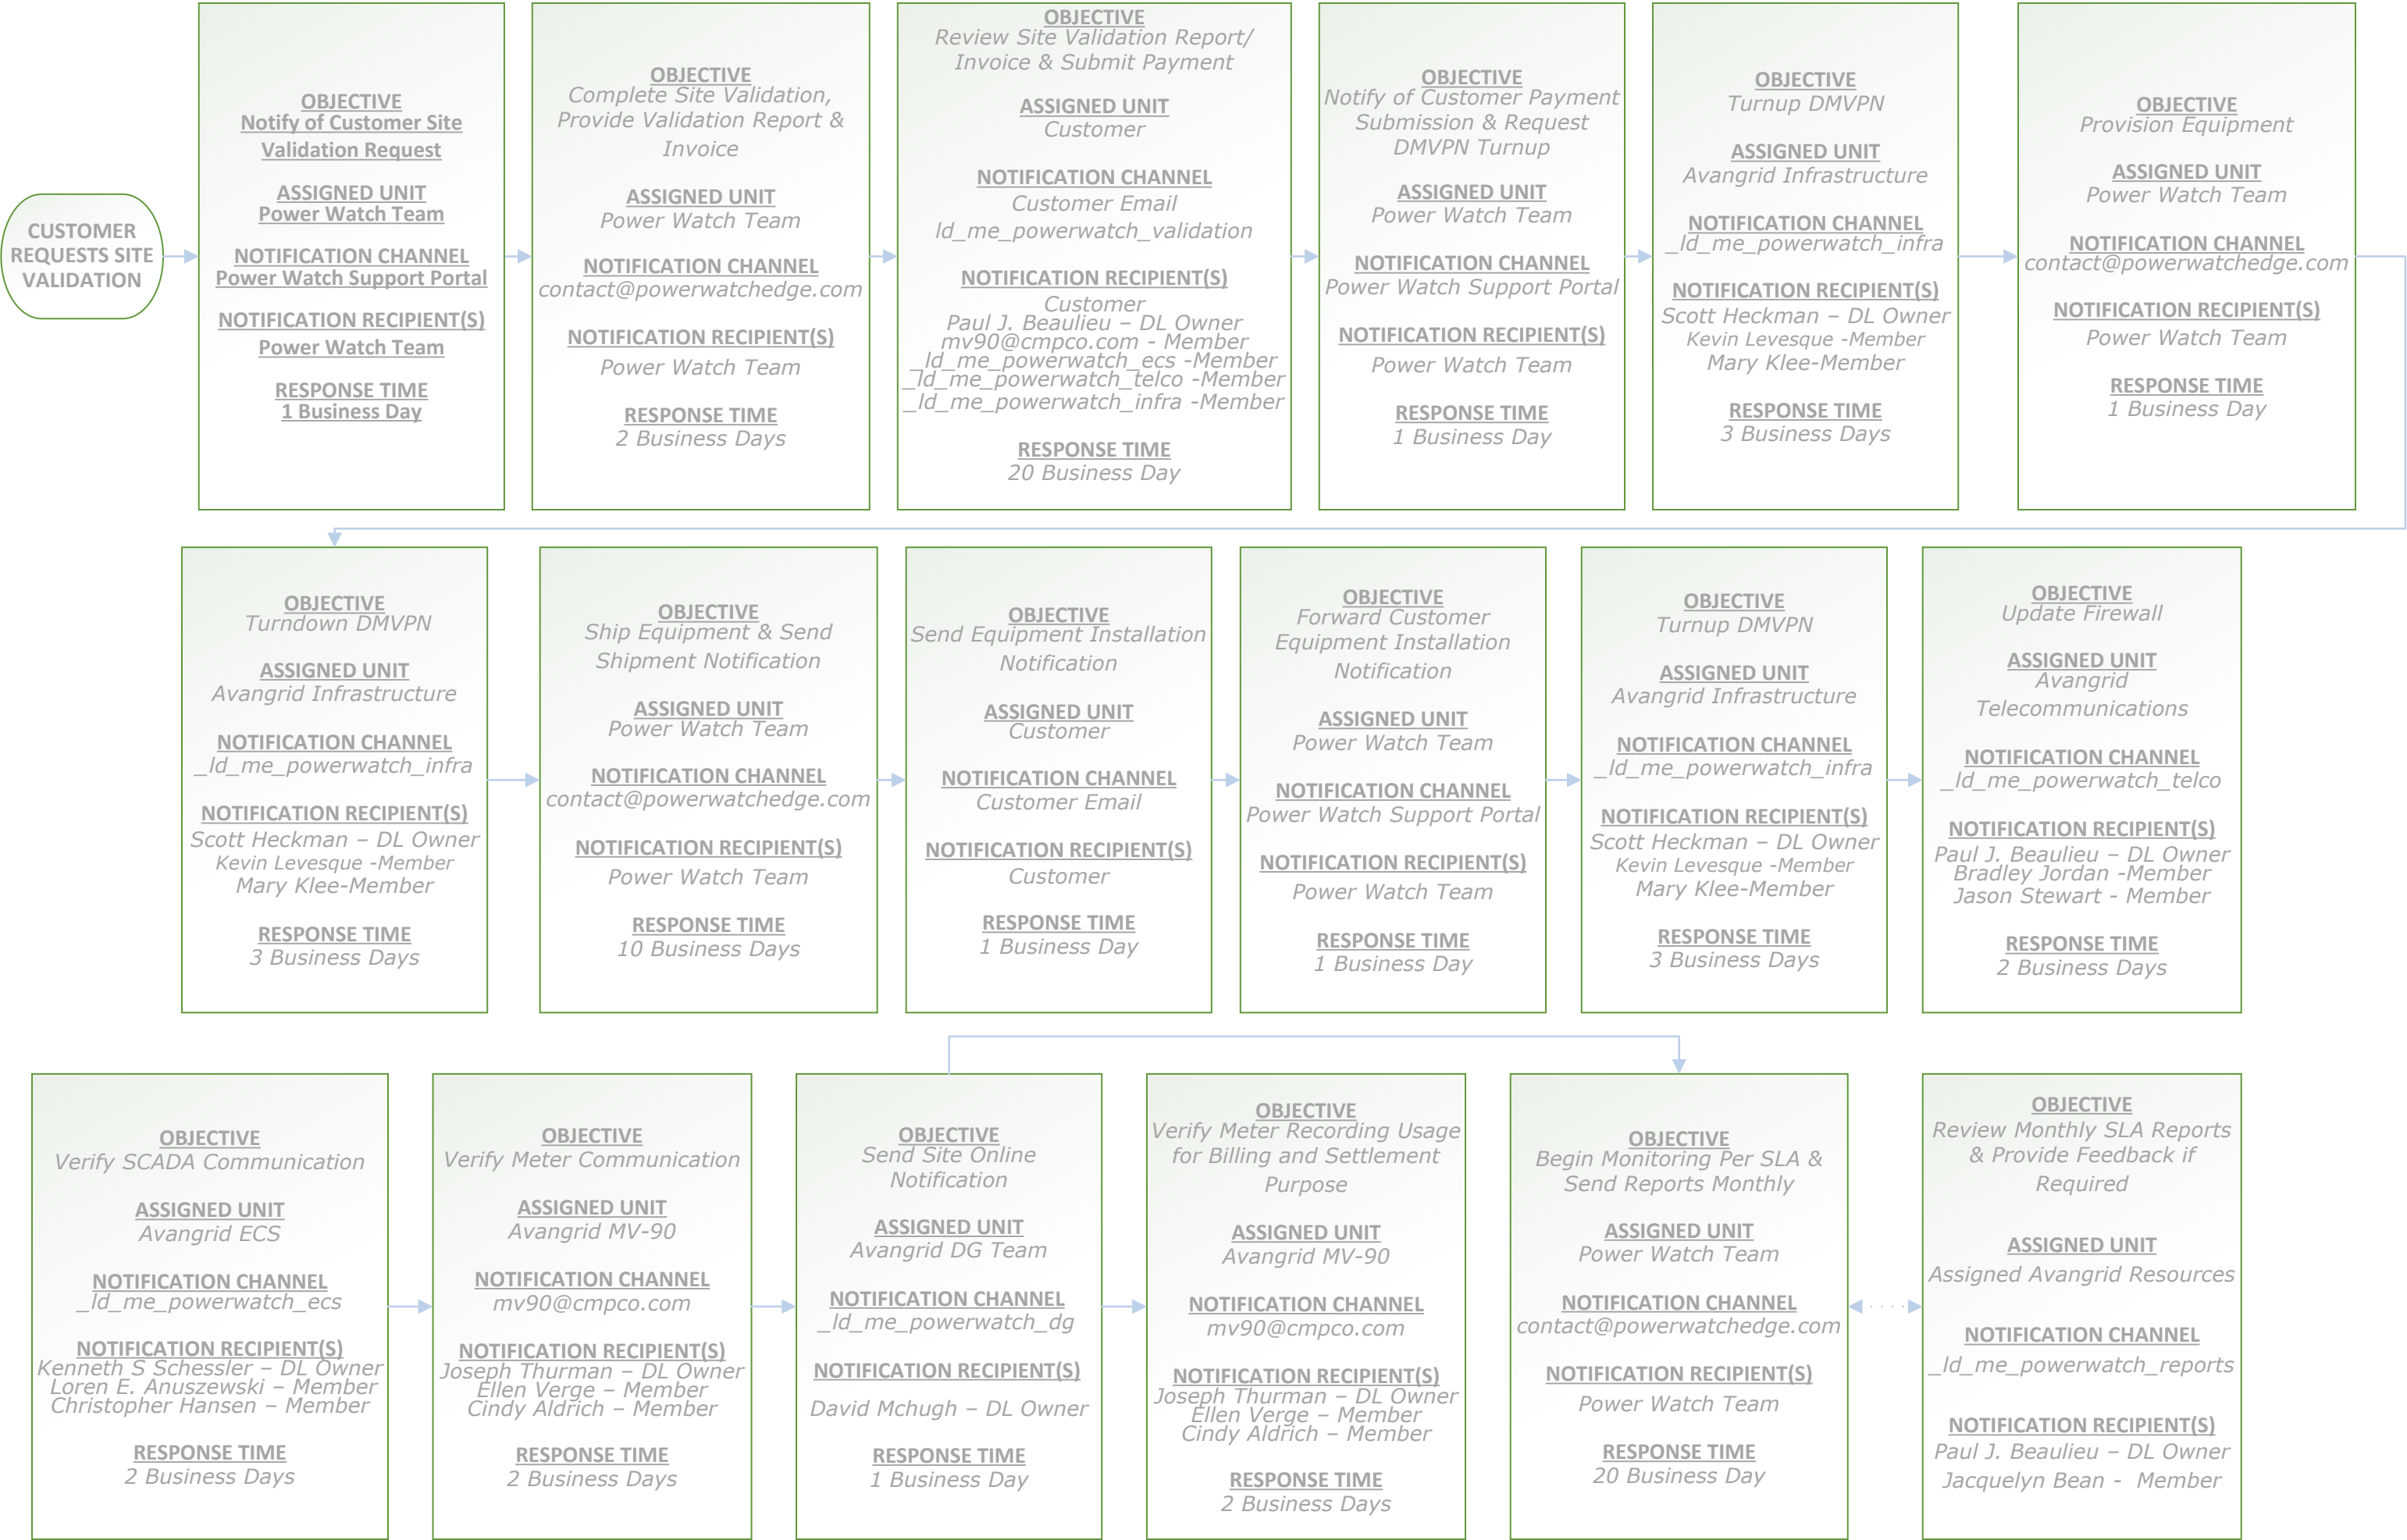 CUSTOMER
REQUESTS SITE
VALIDATION
OBJECTIVE
Notify of Customer Site
Validation Request
ASSIGNED UNIT
Power Watch Team
NOTIFICATION CHANNEL
Power Watch Support Portal
NOTIFICATION RECIPIENT(S)
Power Watch Team
RESPONSE TIME
1 Business Day
OBJECTIVE
Complete Site Validation,
Provide Validation Report &
Invoice
ASSIGNED UNIT
Power Watch Team
NOTIFICATION CHANNEL
contact@powerwatchedge.com
NOTIFICATION RECIPIENT(S)
Power Watch Team
RESPONSE TIME
2 Business Days
OBJECTIVE
Review Site Validation Report/
Invoice & Submit Payment
ASSIGNED UNIT
Customer
NOTIFICATION CHANNEL
Customer Email
ld_me_powerwatch_validation
NOTIFICATION RECIPIENT(S)
Customer
Paul J. Beaulieu – DL Owner
mv90@cmpco.com - Member
_ld_me_powerwatch_ecs -Member
_ld_me_powerwatch_telco -Member
_ld_me_powerwatch_infra -Member
RESPONSE TIME
20 Business Day
OBJECTIVE
Notify of Customer Payment
Submission & Request
DMVPN Turnup
ASSIGNED UNIT
Power Watch Team
NOTIFICATION CHANNEL
Power Watch Support Portal
NOTIFICATION RECIPIENT(S)
Power Watch Team
RESPONSE TIME
1 Business Day
OBJECTIVE
Turnup DMVPN
ASSIGNED UNIT
Avangrid Infrastructure
NOTIFICATION CHANNEL
_ld_me_powerwatch_infra
NOTIFICATION RECIPIENT(S)
Scott Heckman – DL Owner
Kevin Levesque -Member
Mary Klee-Member
RESPONSE TIME
3 Business Days
OBJECTIVE
Provision Equipment
ASSIGNED UNIT
Power Watch Team
NOTIFICATION CHANNEL
contact@powerwatchedge.com
NOTIFICATION RECIPIENT(S)
Power Watch Team
RESPONSE TIME
1 Business Day
OBJECTIVE
Turndown DMVPN
ASSIGNED UNIT
Avangrid Infrastructure
NOTIFICATION CHANNEL
_ld_me_powerwatch_infra
NOTIFICATION RECIPIENT(S)
Scott Heckman – DL Owner
Kevin Levesque -Member
Mary Klee-Member
RESPONSE TIME
3 Business Days
OBJECTIVE
Ship Equipment & Send
Shipment Notification
ASSIGNED UNIT
Power Watch Team
NOTIFICATION CHANNEL
contact@powerwatchedge.com
NOTIFICATION RECIPIENT(S)
Power Watch Team
RESPONSE TIME
10 Business Days
OBJECTIVE
Send Equipment Installation
Notification
ASSIGNED UNIT
Customer
NOTIFICATION CHANNEL
Customer Email
NOTIFICATION RECIPIENT(S)
Customer
RESPONSE TIME
1 Business Day
OBJECTIVE
Forward Customer
Equipment Installation
Notification
ASSIGNED UNIT
Power Watch Team
NOTIFICATION CHANNEL
Power Watch Support Portal
NOTIFICATION RECIPIENT(S)
Power Watch Team
RESPONSE TIME
1 Business Day
OBJECTIVE
Turnup DMVPN
ASSIGNED UNIT
Avangrid Infrastructure
NOTIFICATION CHANNEL
_ld_me_powerwatch_infra
NOTIFICATION RECIPIENT(S)
Scott Heckman – DL Owner
Kevin Levesque -Member
Mary Klee-Member
RESPONSE TIME
3 Business Days
OBJECTIVE
Update Firewall
ASSIGNED UNIT
Avangrid
Telecommunications
NOTIFICATION CHANNEL
_ld_me_powerwatch_telco
NOTIFICATION RECIPIENT(S)
Paul J. Beaulieu – DL Owner
Bradley Jordan -Member
Jason Stewart - Member
RESPONSE TIME
2 Business Days
OBJECTIVE
Verify SCADA Communication
ASSIGNED UNIT
Avangrid ECS
NOTIFICATION CHANNEL
_ld_me_powerwatch_ecs
NOTIFICATION RECIPIENT(S)
Kenneth S Schessler – DL Owner
Loren E. Anuszewski – Member
Christopher Hansen – Member
RESPONSE TIME
2 Business Days
OBJECTIVE
Verify Meter Communication
ASSIGNED UNIT
Avangrid MV-90
NOTIFICATION CHANNEL
mv90@cmpco.com
NOTIFICATION RECIPIENT(S)
Joseph Thurman – DL Owner
Ellen Verge – Member
Cindy Aldrich – Member
RESPONSE TIME
2 Business Days
OBJECTIVE
Send Site Online
Notification
ASSIGNED UNIT
Avangrid DG Team
NOTIFICATION CHANNEL
_ld_me_powerwatch_dg
NOTIFICATION RECIPIENT(S)
David Mchugh – DL Owner
RESPONSE TIME
1 Business Day
OBJECTIVE
Verify Meter Recording Usage
for Billing and Settlement
Purpose
ASSIGNED UNIT
Avangrid MV-90
NOTIFICATION CHANNEL
mv90@cmpco.com
NOTIFICATION RECIPIENT(S)
Joseph Thurman – DL Owner
Ellen Verge – Member
Cindy Aldrich – Member
RESPONSE TIME
2 Business Days
OBJECTIVE
Begin Monitoring Per SLA &
Send Reports Monthly
ASSIGNED UNIT
Power Watch Team
NOTIFICATION CHANNEL
contact@powerwatchedge.com
NOTIFICATION RECIPIENT(S)
Power Watch Team
RESPONSE TIME
20 Business Day
OBJECTIVE
Review Monthly SLA Reports
& Provide Feedback if
Required
ASSIGNED UNIT
Assigned Avangrid Resources
NOTIFICATION CHANNEL
_ld_me_powerwatch_reports
NOTIFICATION RECIPIENT(S)
Paul J. Beaulieu – DL Owner
Jacquelyn Bean - Member